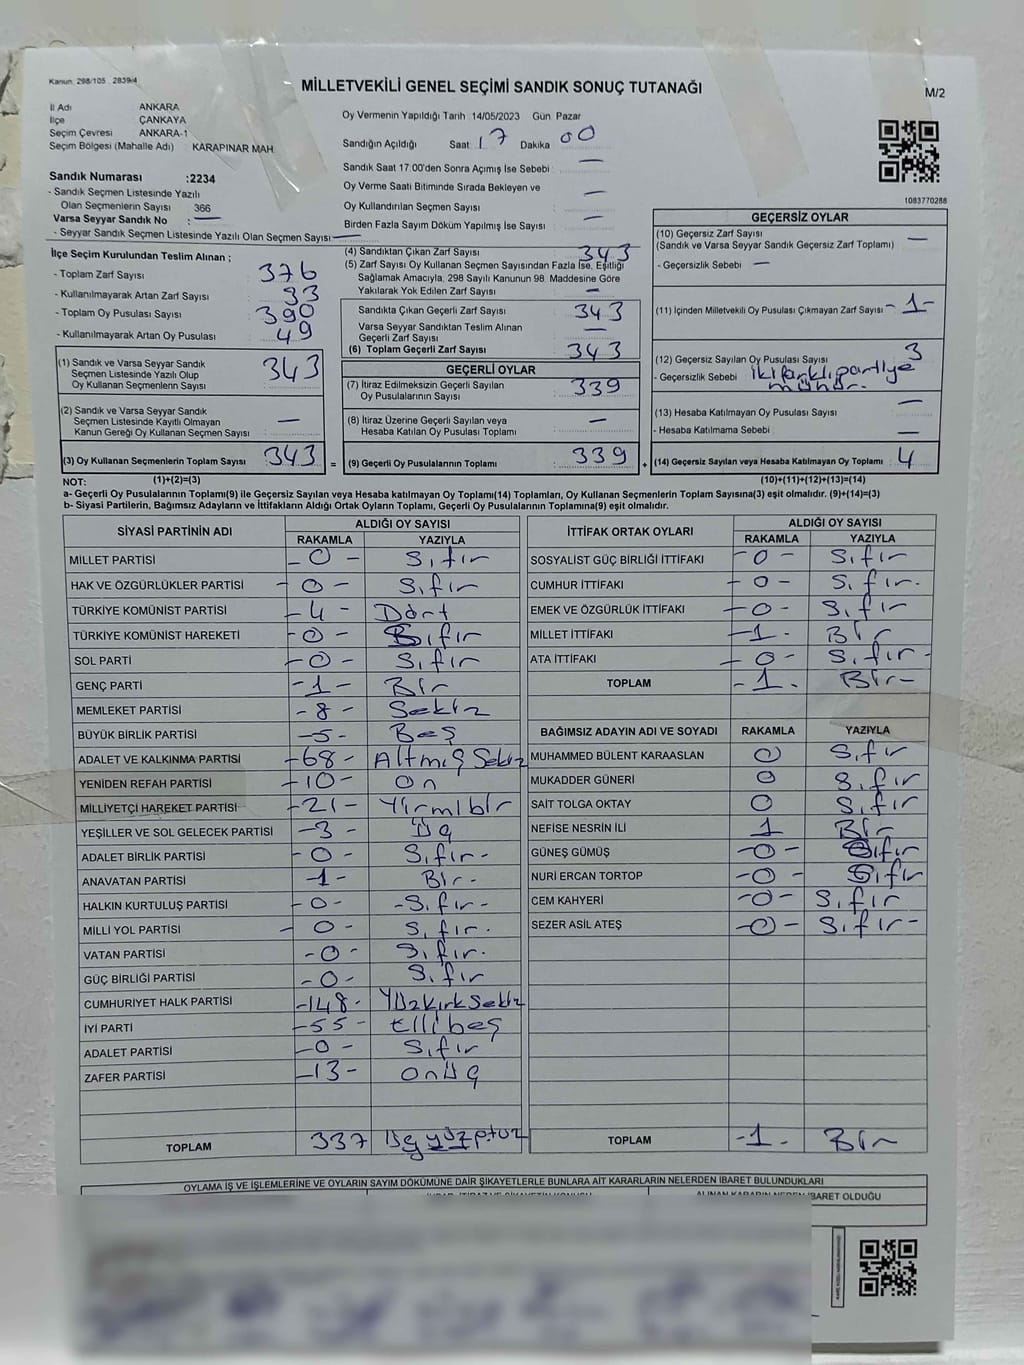 Kanun: 298/105 , 2839/4
MİLLETVEKİLİ GENEL SEÇİMİ SANDIK SONUÇ TUTANAĞI
M/2
İl Adı ANKARA
İlçe ÇANKAYA
Seçim Çevresi ANKARA-1
Seçim Bölgesi (Mahalle Adı) KARAPINAR MAH.
Sandık Numarası :2234
- Sandık Seçmen Listesinde Yazılı
Olan Seçmenlerin Sayısı 366
Varsa Seyyar Sandık No : —
- Seyyar Sandık Seçmen Listesinde Yazılı Olan Seçmen Sayısı: —
Oy Vermenin Yapıldığı Tarih 14/05/2023 Gün Pazar
Sandığın Açıldığı Saat 17 Dakika 00
Sandık Saat 17:00'den Sonra Açımış İse Sebebi: —
Oy Verme Saati Bitiminde Sırada Bekleyen ve
Oy Kullandırılan Seçmen Sayısı: —
Birden Fazla Sayım Döküm Yapılmış İse Sayısı: —
1083770288
İlçe Seçim Kurulundan Teslim Alınan ;
- Toplam Zarf Sayısı 376
- Kullanılmayarak Artan Zarf Sayısı 33
- Toplam Oy Pusulası Sayısı 390
- Kullanılmayarak Artan Oy Pusulası 49
(1) Sandık ve Varsa Seyyar Sandık
Seçmen Listesinde Yazılı Olup
Oy Kullanan Seçmenlerın Sayısı 343
(2) Sandık ve Varsa Seyyar Sandık
Seçmen Listesinde Kayıtlı Olmayan
Kanun Gereği Oy Kullanan Seçmen Sayısı —
(3) Oy Kullanan Seçmenlerin Toplam Sayısı 343
(4) Sandıktan Çıkan Zarf Sayısı 343
(5) Zarf Sayısı Oy Kullanan Seçmen Sayısından Fazla İse, Eşitliği
Sağlamak Amacıyla, 298 Sayılı Kanunun 98. Maddesine Göre
Yakılarak Yok Edilen Zarf Sayısı —
Sandıkta Çıkan Geçerli Zarf Sayısı 343
Varsa Seyyar Sandıktan Teslim Alınan
Geçerli Zarf Sayısı —
(6) Toplam Geçerli Zarf Sayısı 343
GEÇERLİ OYLAR
(7) İtiraz Edilmeksizin Geçerli Sayılan
Oy Pusulalarının Sayısı 339
(8) İtiraz Üzerine Geçerli Sayılan veya
Hesaba Katılan Oy Pusulası Toplamı —
= (9) Geçerli Oy Pusulalarının Toplamı 339
GEÇERSİZ OYLAR
(10) Geçersiz Zarf Sayısı
(Sandık ve Varsa Seyyar Sandık Geçersiz Zarf Toplamı) —
- Geçersizlik Sebebi —
(11) İçinden Milletvekili Oy Pusulası Çıkmayan Zarf Sayısı -1-
(12) Geçersiz Sayılan Oy Pusulası Sayısı 3
- Geçersizlik Sebebi iki farklı partiye
mühür.
(13) Hesaba Katılmayan Oy Pusulası Sayısı —
- Hesaba Katılmama Sebebi —
+ (14) Geçersiz Sayılan veya Hesaba Katılmayan Oy Toplamı 4
NOT: (1)+(2)=(3) (10)+(11)+(12)+(13)=(14)
a- Geçerli Oy Pusulalarının Toplamı(9) ile Geçersiz Sayılan veya Hesaba katılmayan Oy Toplamı(14) Toplamları, Oy Kullanan Seçmenlerin Toplam Sayısına(3) eşit olmalıdır. (9)+(14)=(3)
b- Siyasi Partilerin, Bağımsız Adayların ve İttifakların Aldığı Ortak Oyların Toplamı, Geçerli Oy Pusulalarının Toplamına(9) eşit olmalıdır.
SİYASİ PARTİNİN ADI ALDIĞI OY SAYISI
RAKAMLA YAZIYLA
MİLLET PARTİSİ -0- Sıfır
HAK VE ÖZGÜRLÜKLER PARTİSİ -0- Sıfır
TÜRKİYE KOMÜNİST PARTİSİ -4- Dört
TÜRKİYE KOMÜNİST HAREKETİ -0- Sıfır
SOL PARTİ -0- Sıfır
GENÇ PARTİ -1- Bir
MEMLEKET PARTİSİ -8- Sekiz
BÜYÜK BİRLİK PARTİSİ -5- Beş
ADALET VE KALKINMA PARTİSİ -68- Altmış Sekiz
YENİDEN REFAH PARTİSİ -10- On
MİLLİYETÇİ HAREKET PARTİSİ -21- Yirmibir
YEŞİLLER VE SOL GELECEK PARTİSİ -3- Üç
ADALET BİRLİK PARTİSİ -0- Sıfır-
ANAVATAN PARTİSİ -1- Bir-
HALKIN KURTULUŞ PARTİSİ -0- -Sıfır-
MİLLİ YOL PARTİSİ -0- Sıfır.
VATAN PARTİSİ -0- Sıfır.
GÜÇ BİRLİĞİ PARTİSİ -0- Sıfır
CUMHURİYET HALK PARTİSİ -148- Yüzkırk Sekiz
İYİ PARTİ -55- Elli beş
ADALET PARTİSİ -0- Sıfır
ZAFER PARTİSİ -13- On Üç
TOPLAM 337
İTTİFAK ORTAK OYLARI ALDIĞI OY SAYISI
RAKAMLA YAZIYLA
SOSYALİST GÜÇ BİRLİĞİ İTTİFAKI -0- Sıfır
CUMHUR İTTİFAKI -0- Sıfır.
EMEK VE ÖZGÜRLÜK İTTİFAKI -0- Sıfır
MİLLET İTTİFAKI -1- Bir
ATA İTTİFAKI -0- Sıfır-
TOPLAM -1- Bir-
BAĞIMSIZ ADAYIN ADI VE SOYADI RAKAMLA YAZIYLA
MUHAMMED BÜLENT KARAASLAN 0 Sıfır
MUKADDER GÜNERİ 0 Sıfır
SAİT TOLGA OKTAY 0 Sıfır
NEFİSE NESRİN İLİ 1 Bir
GÜNEŞ GÜMÜŞ -0- Sıfır
NURİ ERCAN TORTOP -0- Sıfır
CEM KAHYERİ -0- Sıfır
SEZER ASİL ATEŞ -0- Sıfır-
TOPLAM -1- Bir
OYLAMA İŞ VE İŞLEMLERİNE VE OYLARIN SAYIM DÖKÜMÜNE DAİR ŞİKAYETLERLE BUNLARA AİT KARARLARIN NELERDEN İBARET BULUNDUKLARI
ALINAN KARARIN NEDEN İBARET OLDUĞU